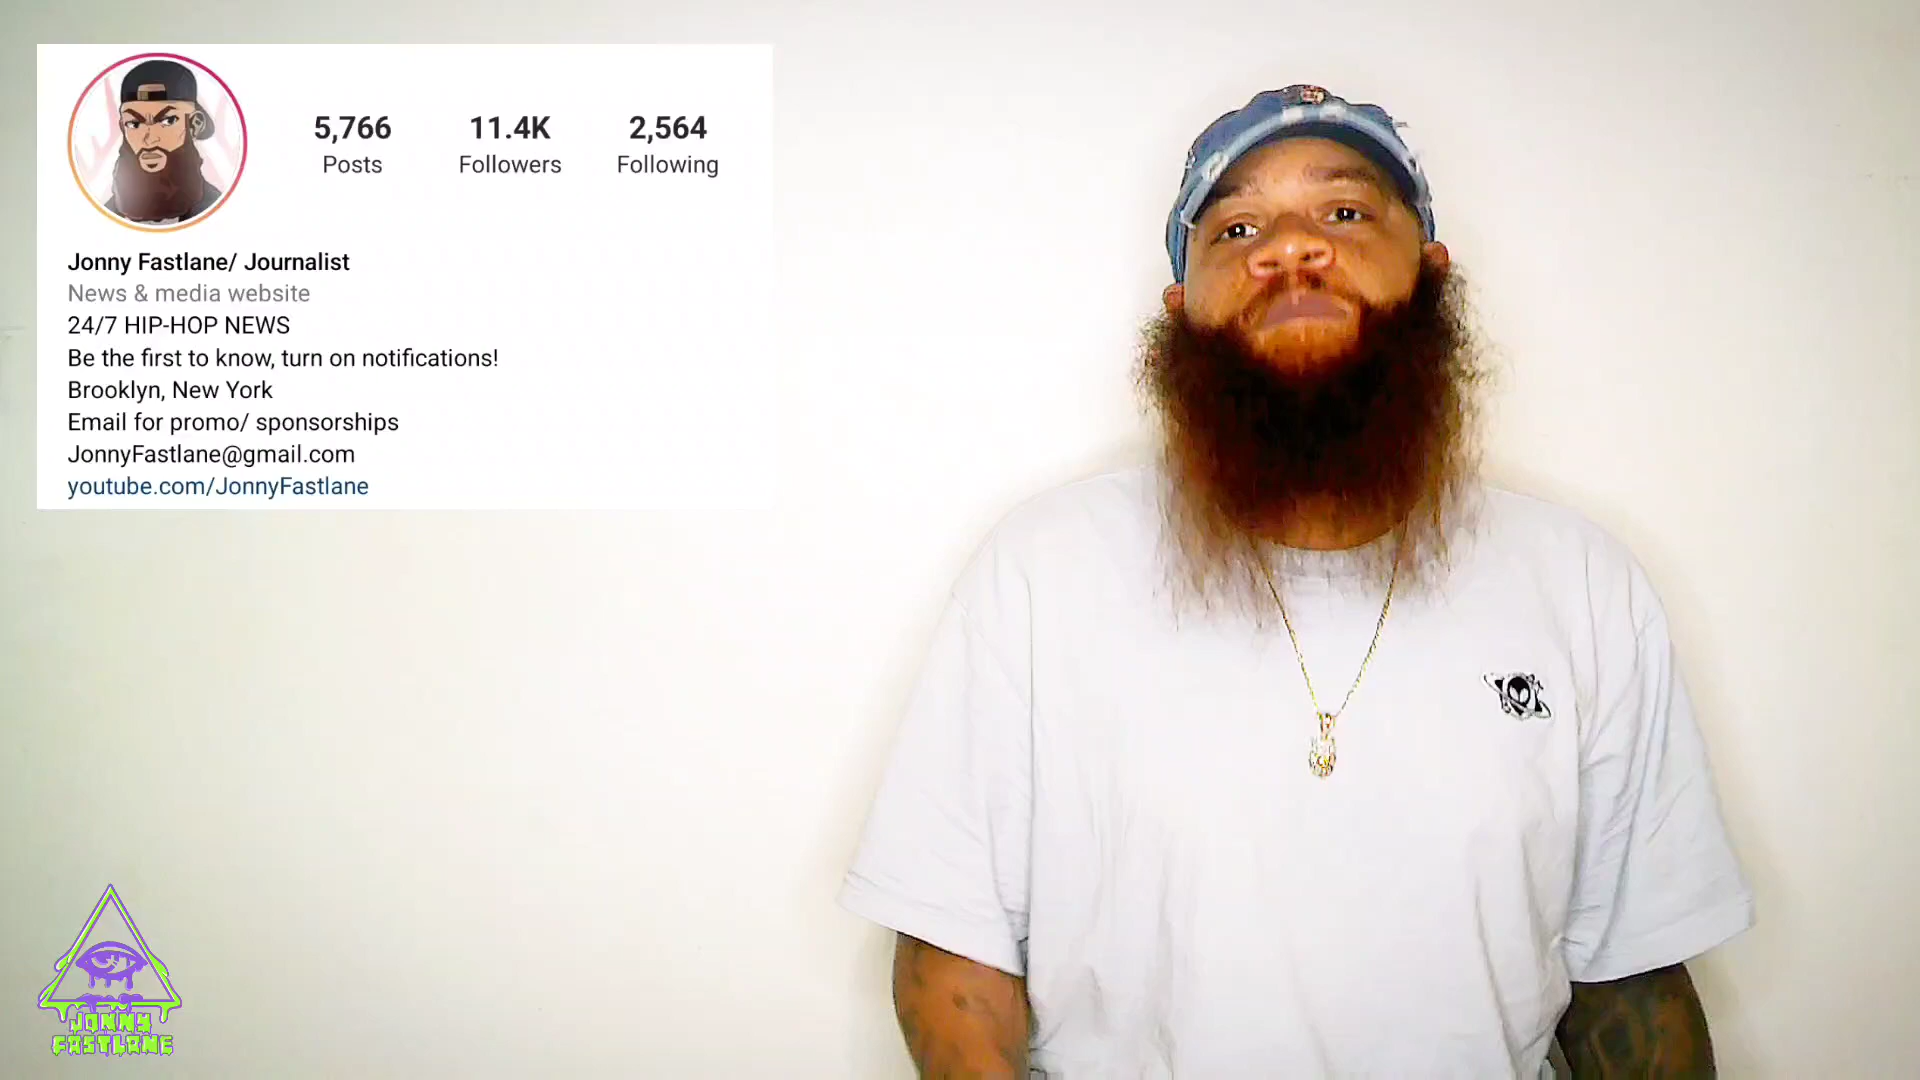 5,766 11.4K 2,564
Posts Followers Following
Jonny Fastlane/ Journalist
News & media website
24/7 HIP-HOP NEWS
Be the first to know, turn on notifications!
Brooklyn, New York
Email for promo/ sponsorships
JonnyFastlane@gmail.com
youtube.com/JonnyFastlane
JONNY
FASTLANE